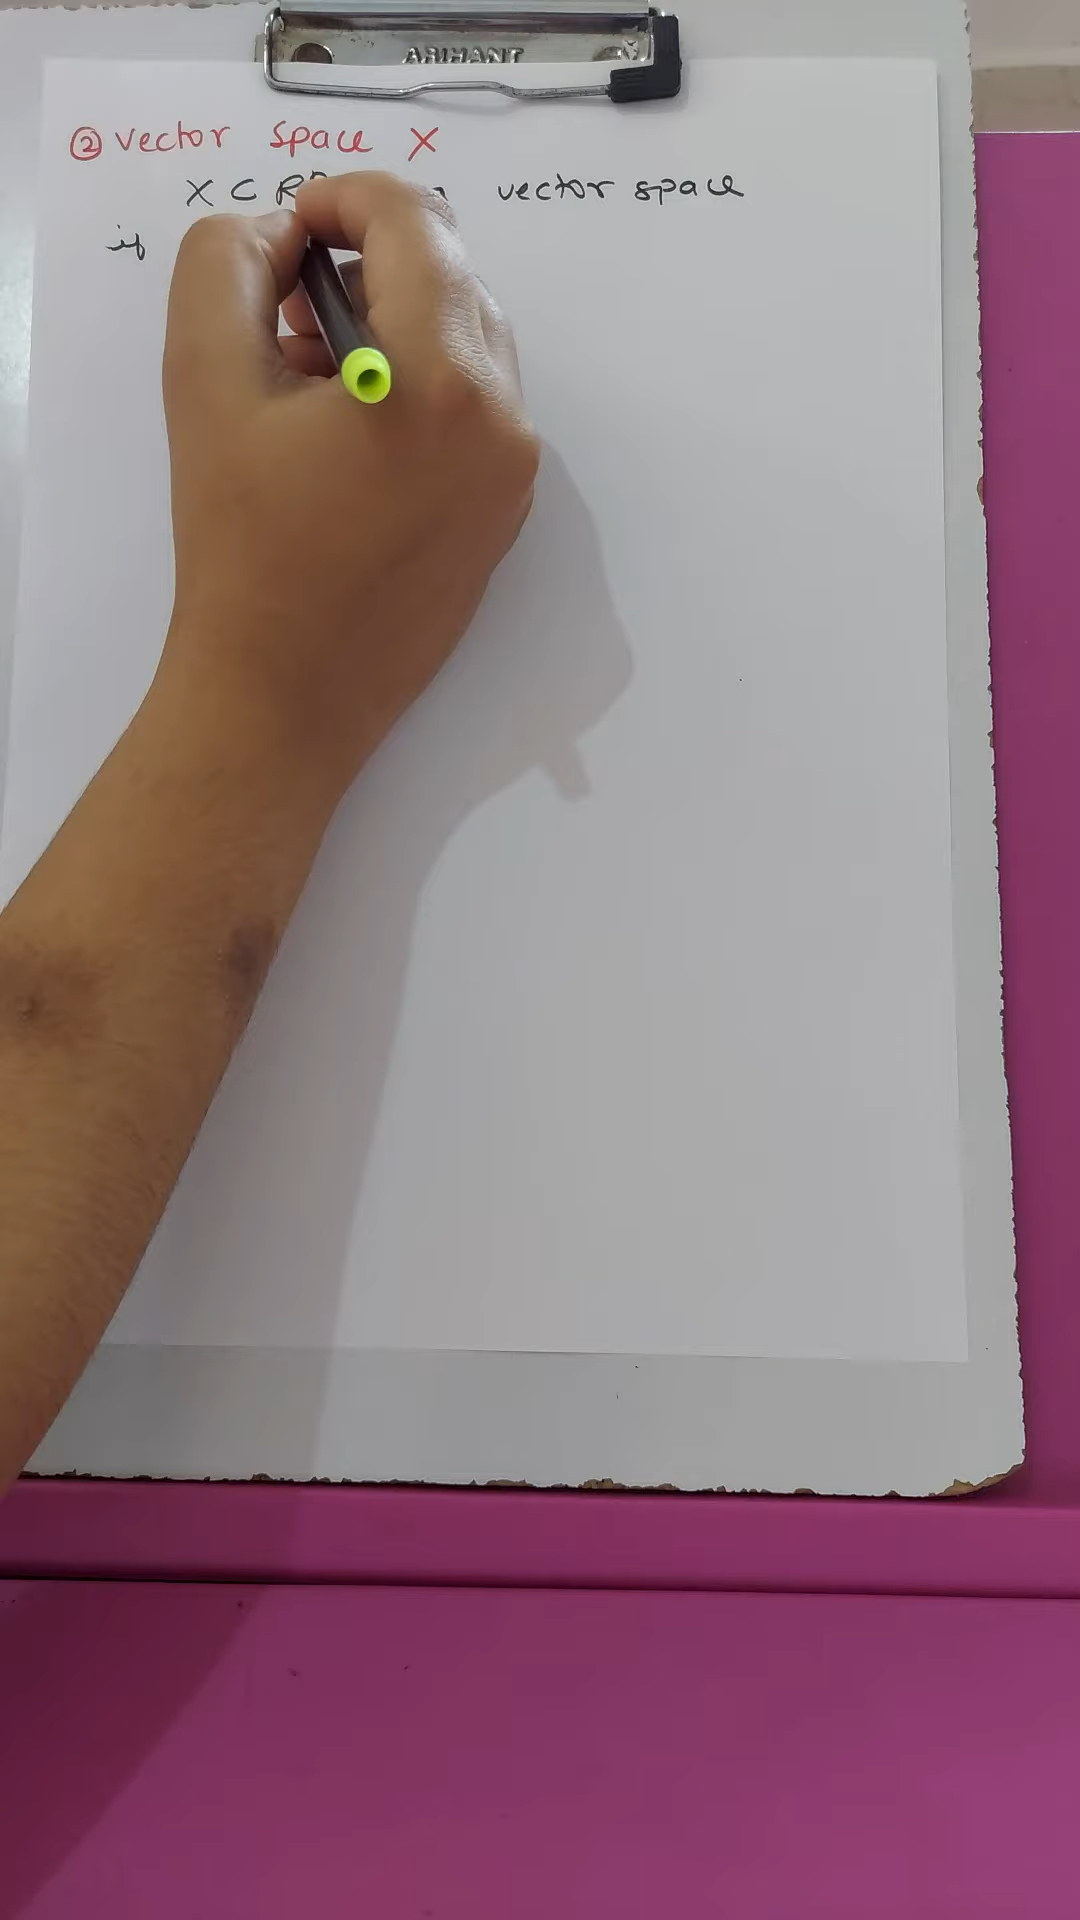 ARIHANT
② vector space X
X ⊂ R vector space
if